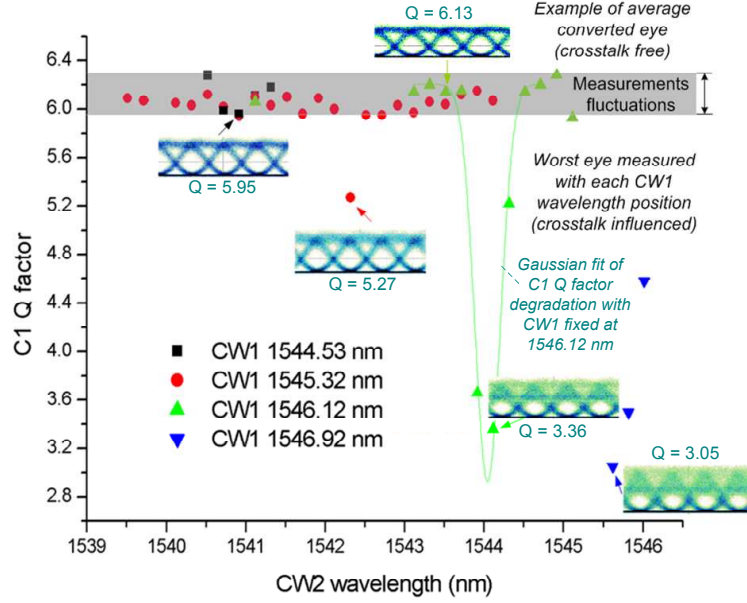 Q = 6.13
Example of average
converted eye
(crosstalk free)
6.4
6.0
5.6
5.2
4.8
4.4
4.0
3.6
3.2
2.8
C1 Q factor
Measurements
fluctuations
Q = 5.95
Worst eye measured
with each CW1
wavelength position
(crosstalk influenced)
Q = 5.27
Gaussian fit of
C1 Q factor
degradation with
CW1 fixed at
1546.12 nm
CW1 1544.53 nm
CW1 1545.32 nm
CW1 1546.12 nm
CW1 1546.92 nm
Q = 3.36
Q = 3.05
1539 1540 1541 1542 1543 1544 1545 1546
CW2 wavelength (nm)